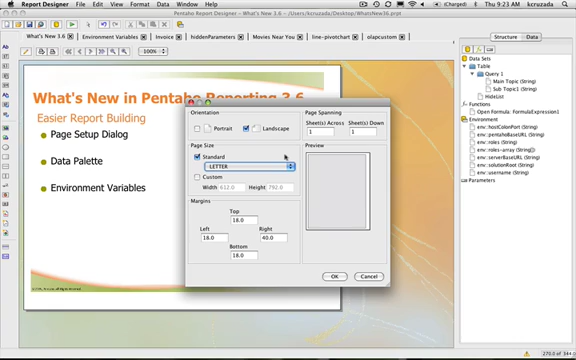 Report Designer File Edit View Insert Format Data Window Help (Charged) Thu 9:23 AM kcruzada
Pentaho Report Designer - What's New 3.6, (/Users/kcruzada/Desktop/WhatsNew36.prpt
What's New 3.6 Environment Variables Invoice hiddenParameters Movies Near You line-pivotchart olapcustom
100%
What's New in Pentaho Reporting 3.6
Easier Report Building
Page Setup Dialog
Data Palette
Environment Variables
Orientation
Portrait Landscape
Page Size
Standard
LETTER
Custom
Width 612.0 Height 792.0
Margins
Top
18.0
Left Right
18.0 40.0
Bottom
18.0
Page Spanning
Sheet(s) Across Sheet(s) Down
1 1
Preview
OK Cancel
Structure Data
Data Sets
Table
Query 1
Main Topic (String)
Sub Topic1 (String)
HideList
Functions
Open Formula: FormulaExpression1
Environment
env::hostColonPort (String)
env::pentahoBaseURL (String)
env::roles (String)
env::roles-array (String[])
env::serverBaseURL (String)
env::solutionRoot (String)
env::username (String)
Parameters